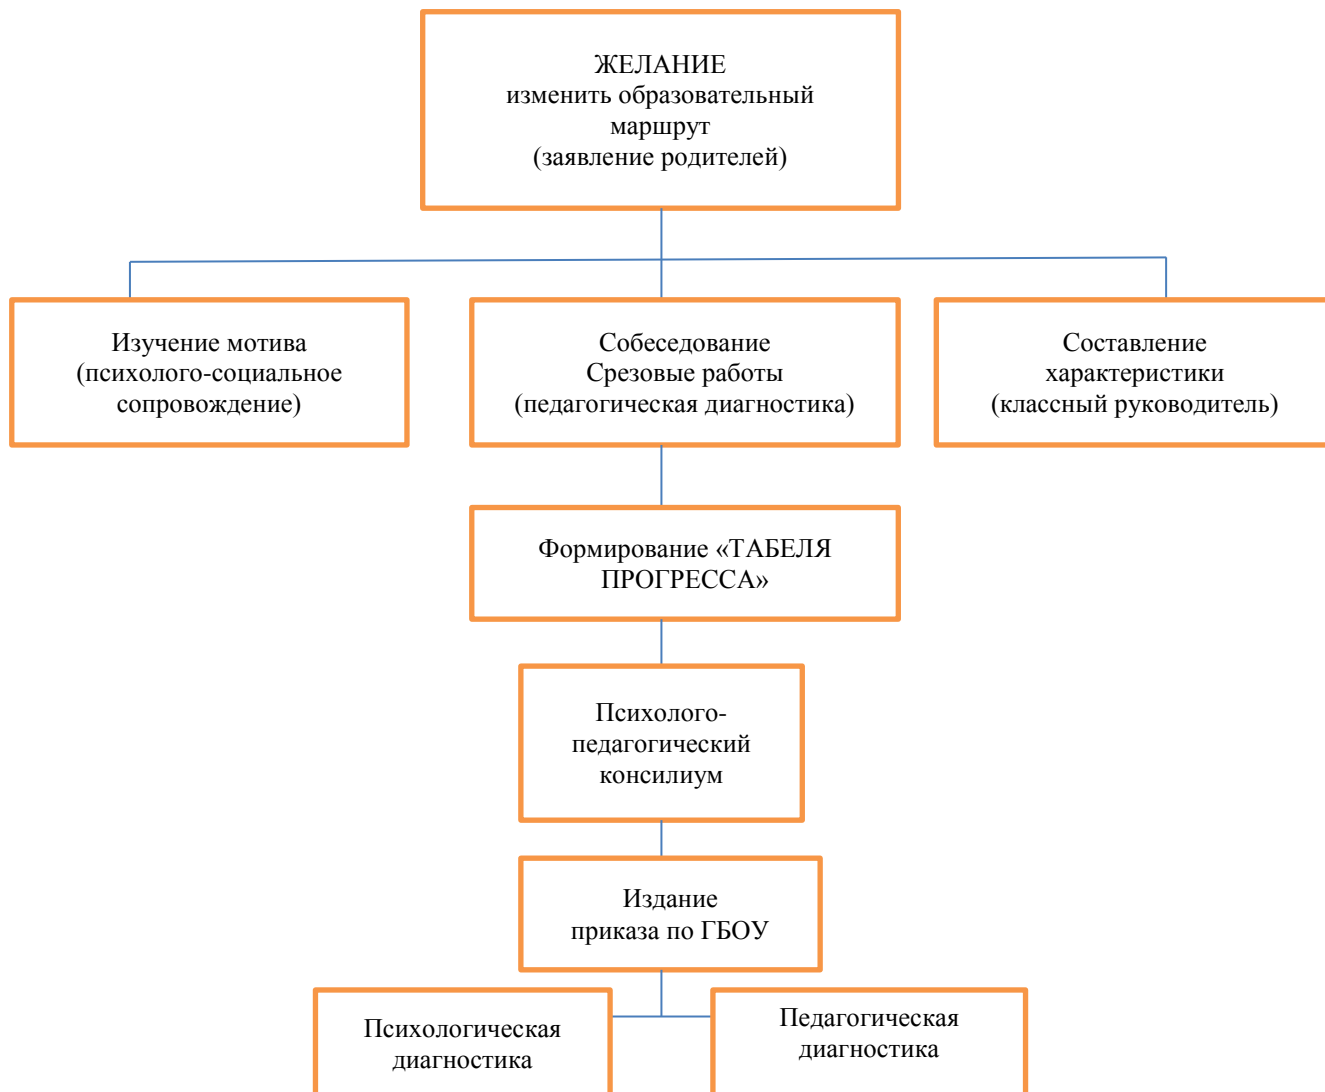 ЖЕЛАНИЕ
изменить образовательный
маршрут
(заявление родителей)
Изучение мотива
(психолого-социальное
сопровождение)
Собеседование
Срезовые работы
(педагогическая диагностика)
Составление
характеристики
(классный руководитель)
Формирование «ТАБЕЛЯ
ПРОГРЕССА»
Психолого-
педагогический
консилиум
Издание
приказа по ГБОУ
Психологическая
диагностика
Педагогическая
диагностика